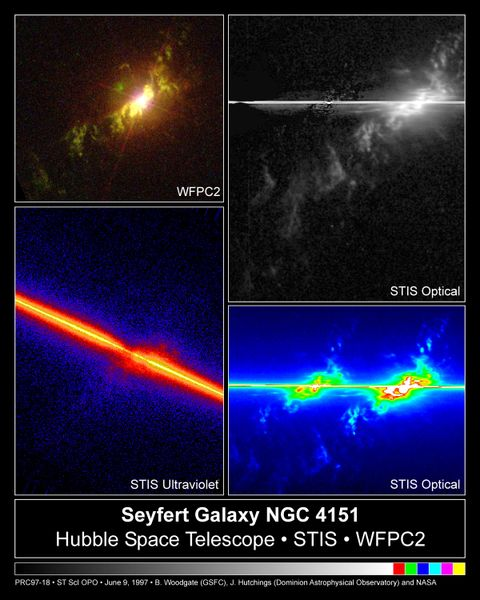 WFPC2
STIS Optical
STIS Ultraviolet
STIS Optical
Seyfert Galaxy NGC 4151
Hubble Space Telescope • STIS • WFPC2
PRC97-18 • ST ScI OPO • June 9, 1997 • B. Woodgate (GSFC), J. Hutchings (Dominion Astrophysical Observatory) and NASA